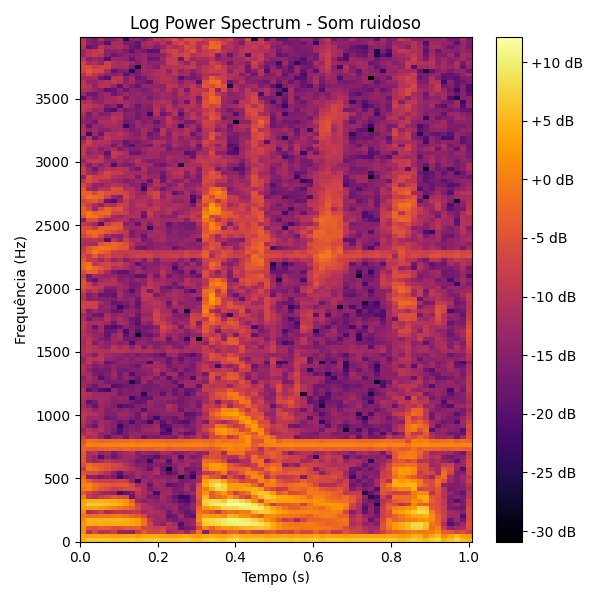 Log Power Spectrum - Som ruidoso
Frequência (Hz)
3500
3000
2500
2000
1500
1000
500
0
0.0 0.2 0.4 0.6 0.8 1.0
Tempo (s)
+10 dB
+5 dB
+0 dB
-5 dB
-10 dB
-15 dB
-20 dB
-25 dB
-30 dB